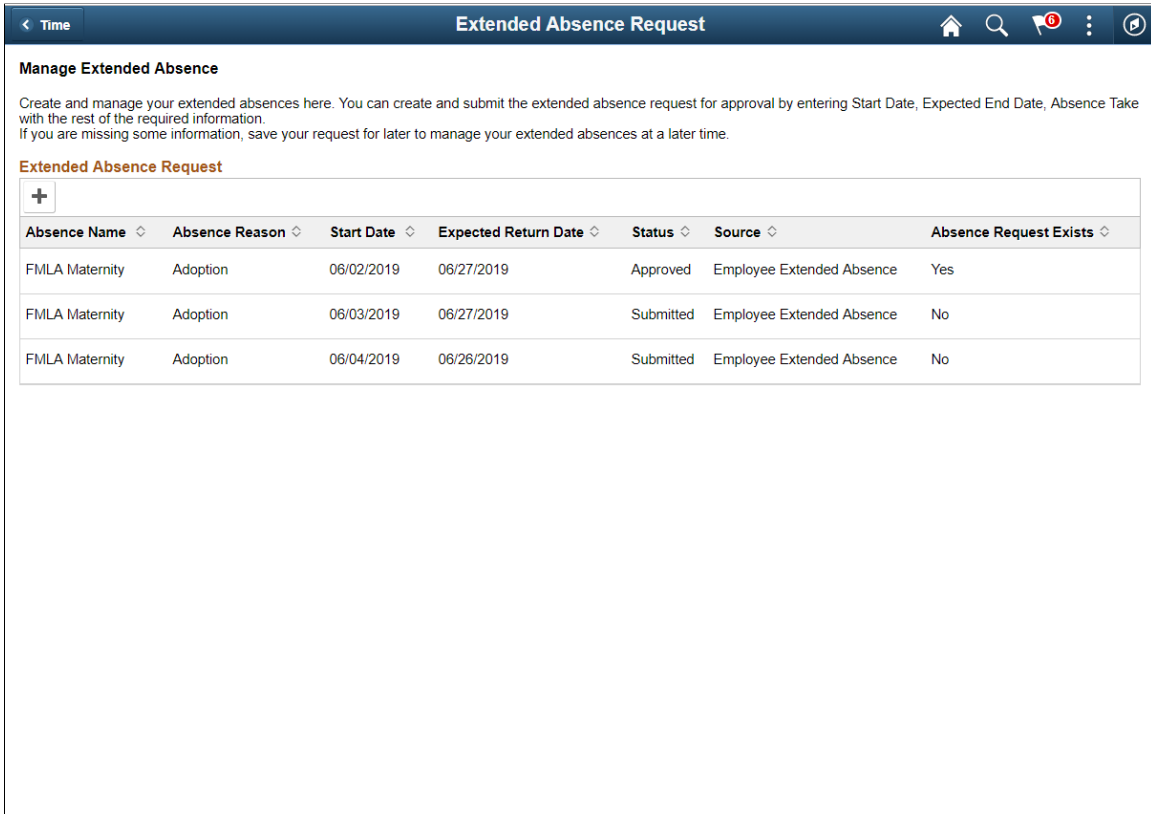 Time
Extended Absence Request
6
Manage Extended Absence
Create and manage your extended absences here. You can create and submit the extended absence request for approval by entering Start Date, Expected End Date, Absence Take
with the rest of the required information.
If you are missing some information, save your request for later to manage your extended absences at a later time.
Extended Absence Request
+
Absence Name Absence Reason Start Date Expected Return Date Status Source Absence Request Exists
FMLA Maternity Adoption 06/02/2019 06/27/2019 Approved Employee Extended Absence Yes
FMLA Maternity Adoption 06/03/2019 06/27/2019 Submitted Employee Extended Absence No
FMLA Maternity Adoption 06/04/2019 06/26/2019 Submitted Employee Extended Absence No